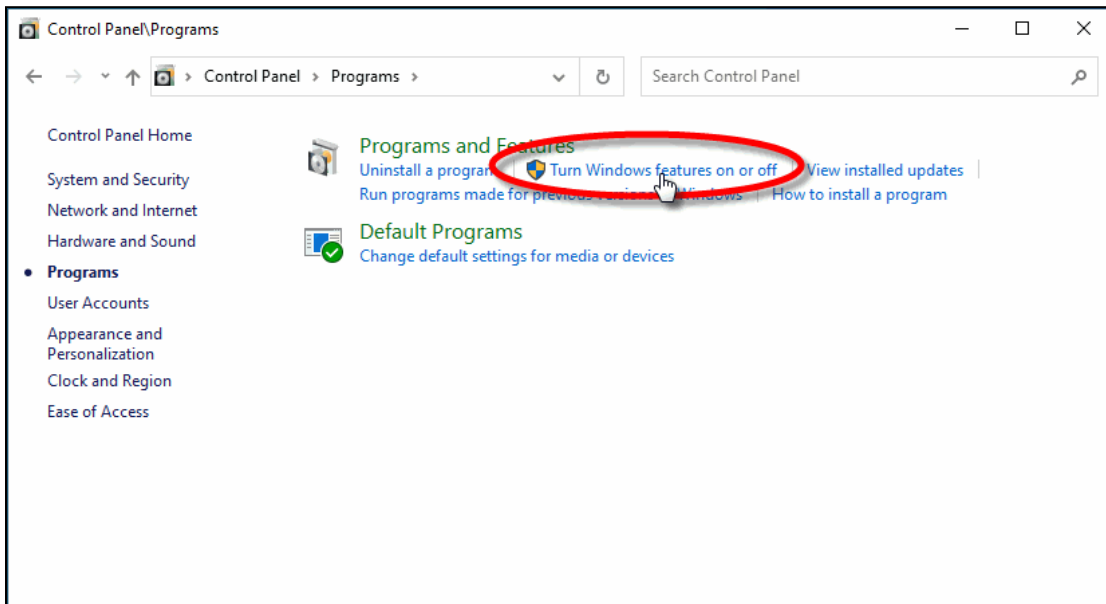 Control Panel\Programs
Control Panel > Programs >
Search Control Panel
Control Panel Home
System and Security
Network and Internet
Hardware and Sound
Programs
User Accounts
Appearance and
Personalization
Clock and Region
Ease of Access
Programs and Features
Uninstall a program Turn Windows features on or off View installed updates
Run programs made for previous versions of Windows How to install a program
Default Programs
Change default settings for media or devices